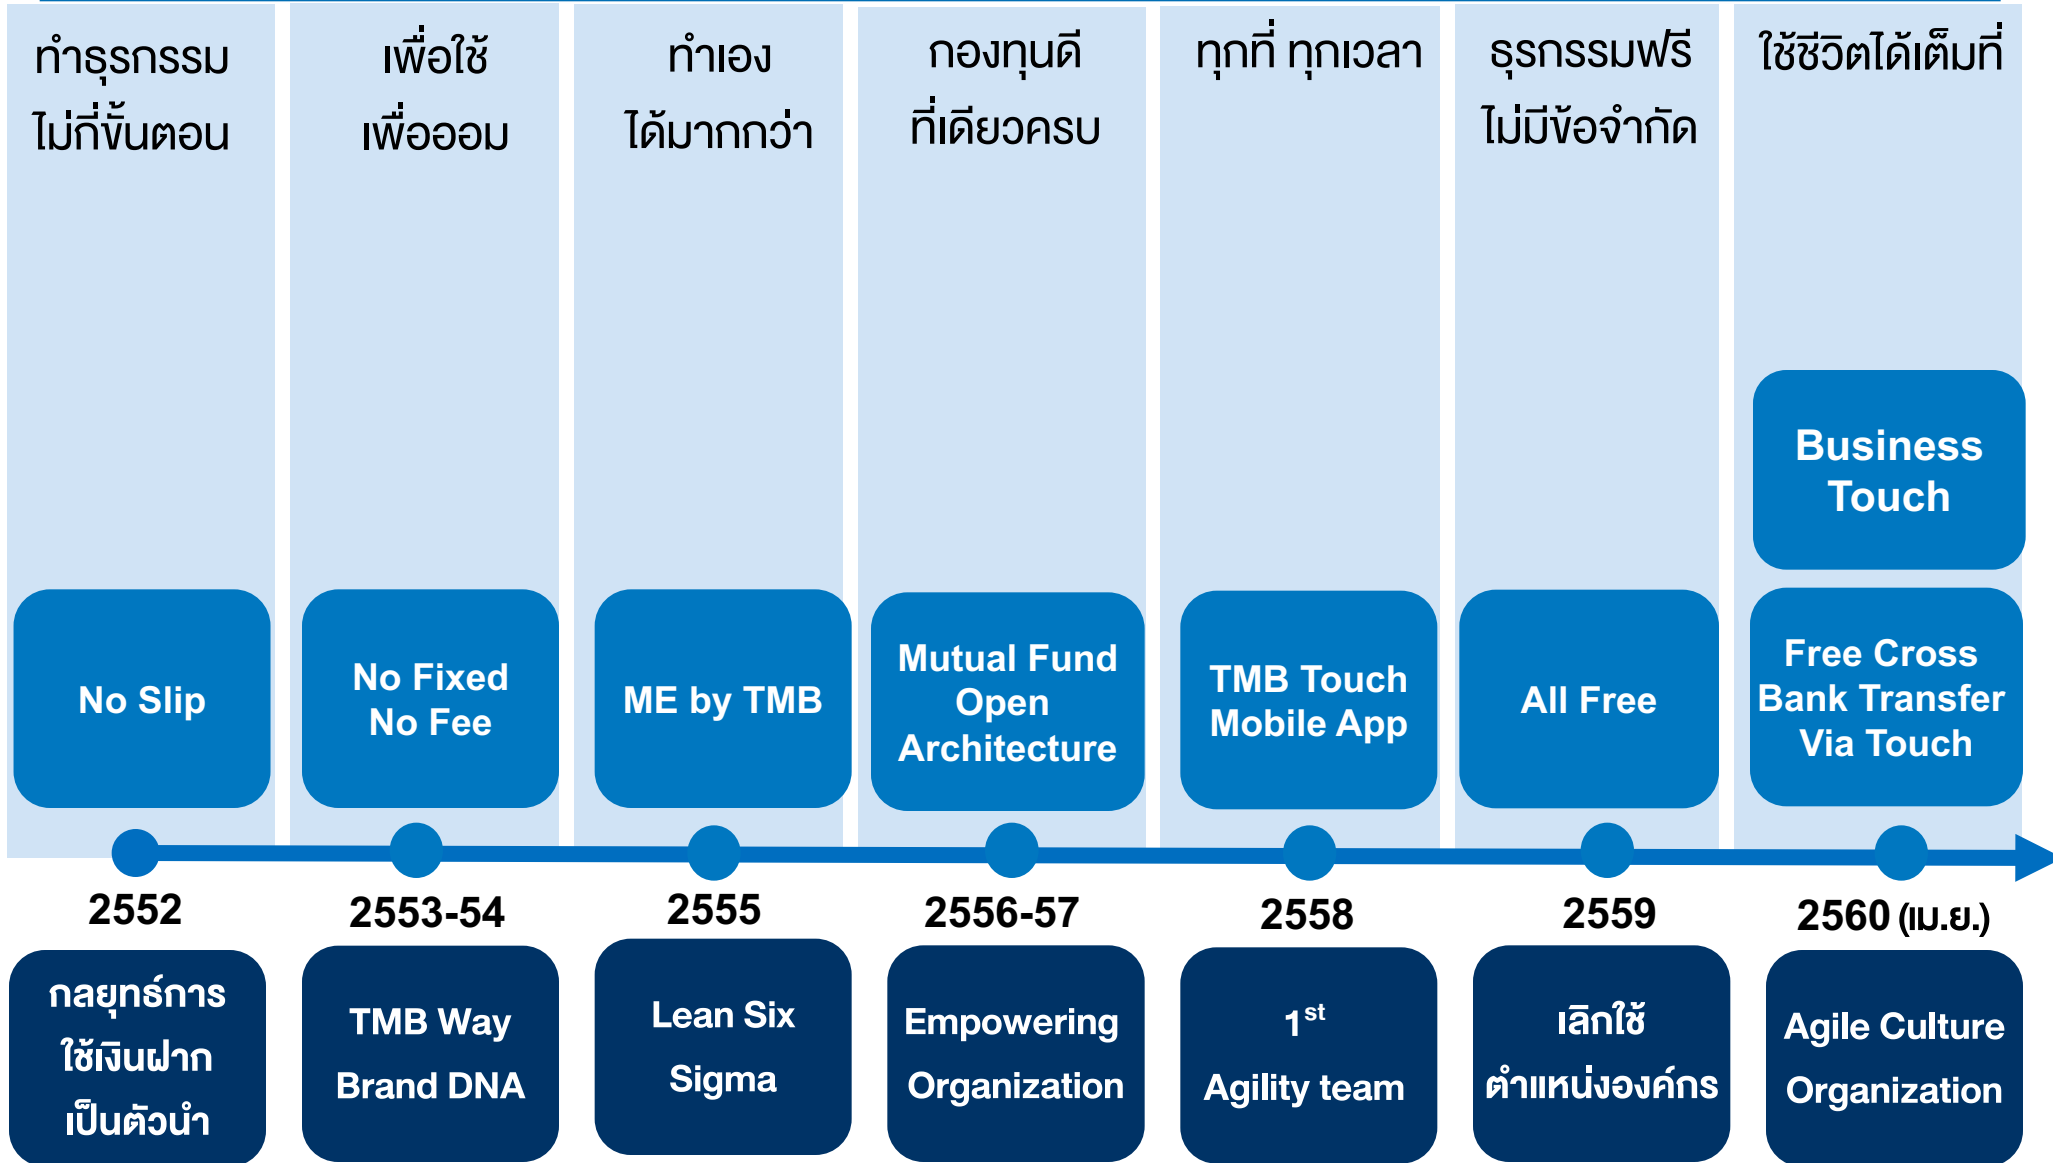 ทำธุรกรรม
ไม่กี่ขั้นตอน
เพื่อใช้
เพื่อออม
ทำเอง
ได้มากกว่า
กองทุนดี
ที่เดียวครบ
ทุกที่ ทุกเวลา
ธุรกรรมฟรี
ไม่มีข้อจำกัด
ใช้ชีวิตได้เต็มที่
Business
Touch
No Slip
No Fixed
No Fee
ME by TMB
Mutual Fund
Open
Architecture
TMB Touch
Mobile App
All Free
Free Cross
Bank Transfer
Via Touch
2552
2553-54
2555
2556-57
2558
2559
2560 (เม.ย.)
กลยุทธ์การ
ใช้เงินฝาก
เป็นตัวนำ
TMB Way
Brand DNA
Lean Six
Sigma
Empowering
Organization
1st
Agility team
เลิกใช้
ตำแหน่งองค์กร
Agile Culture
Organization